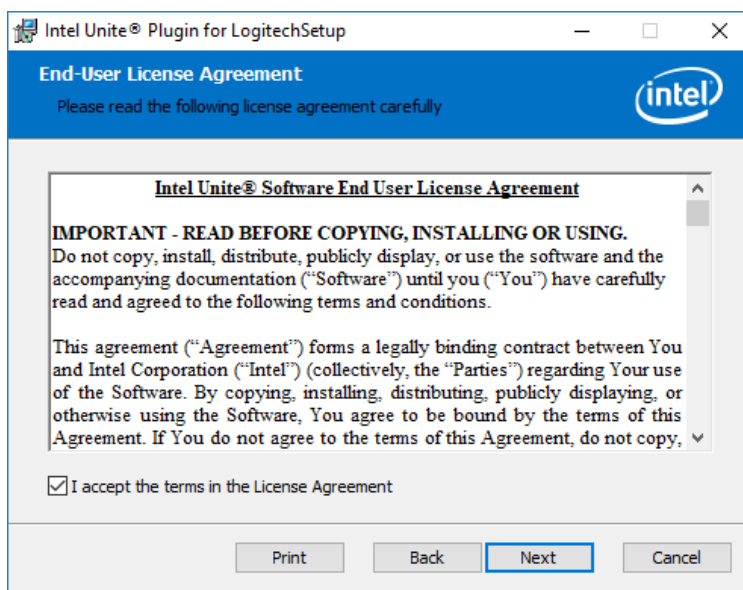 Intel Unite® Plugin for LogitechSetup
End-User License Agreement
Please read the following license agreement carefully
intel
Intel Unite® Software End User License Agreement
IMPORTANT - READ BEFORE COPYING, INSTALLING OR USING.
Do not copy, install, distribute, publicly display, or use the software and the
accompanying documentation (“Software”) until you (“You”) have carefully
read and agreed to the following terms and conditions.
This agreement (“Agreement”) forms a legally binding contract between You
and Intel Corporation (“Intel”) (collectively, the “Parties”) regarding Your use
of the Software. By copying, installing, distributing, publicly displaying, or
otherwise using the Software, You agree to be bound by the terms of this
Agreement. If You do not agree to the terms of this Agreement, do not copy,
I accept the terms in the License Agreement
Print Back Next Cancel